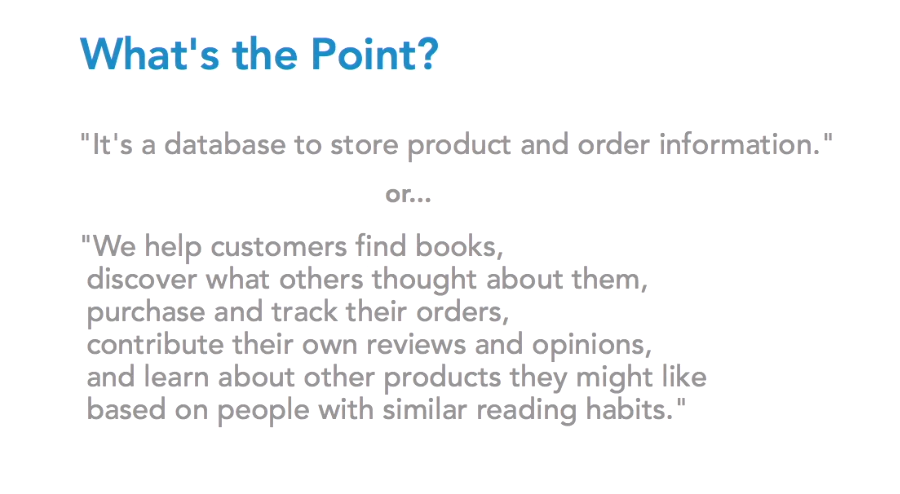 What's the Point?
"It's a database to store product and order information."
or...
"We help customers find books,
discover what others thought about them,
purchase and track their orders,
contribute their own reviews and opinions,
and learn about other products they might like
based on people with similar reading habits."